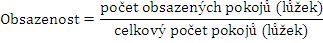 Obsazenost = počet obsazených pokojů (lůžek)
celkový počet pokojů (lůžek)